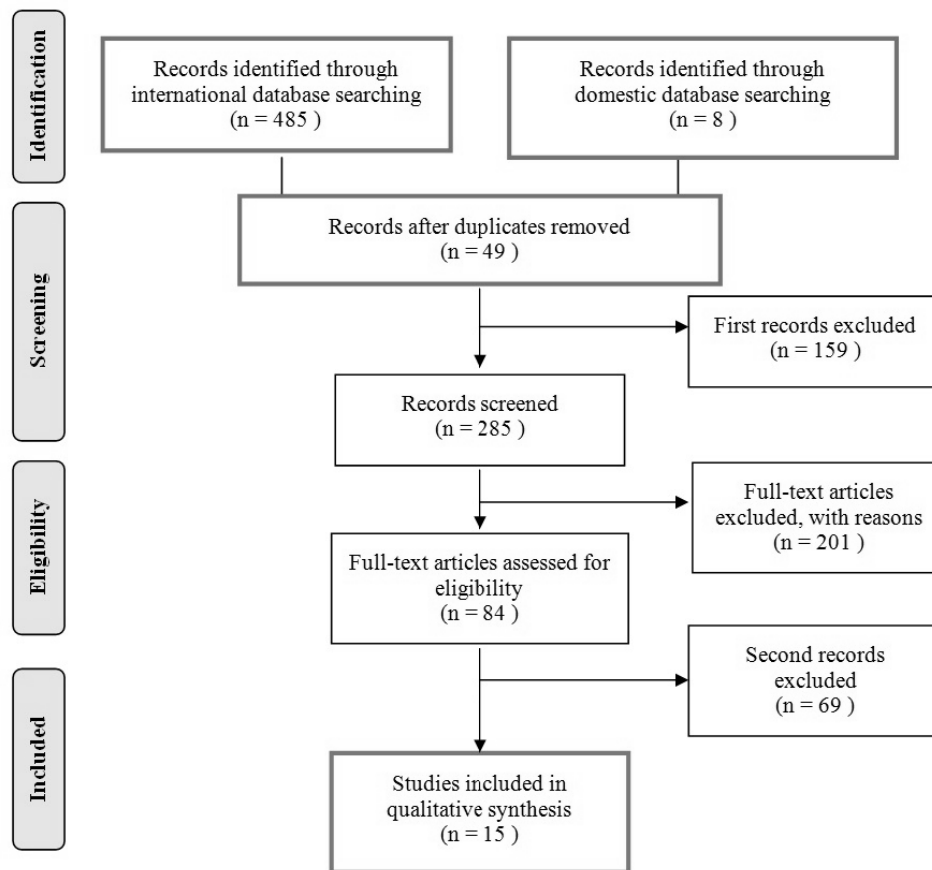 Identification
Records identified through
international database searching
(n = 485 )
Records identified through
domestic database searching
(n = 8 )
Screening
Records after duplicates removed
(n = 49 )
First records excluded
(n = 159 )
Records screened
(n = 285 )
Eligibility
Full-text articles
excluded, with reasons
(n = 201 )
Full-text articles assessed for
eligibility
(n = 84 )
Second records
excluded
(n = 69 )
Included
Studies included in
qualitative synthesis
(n = 15 )